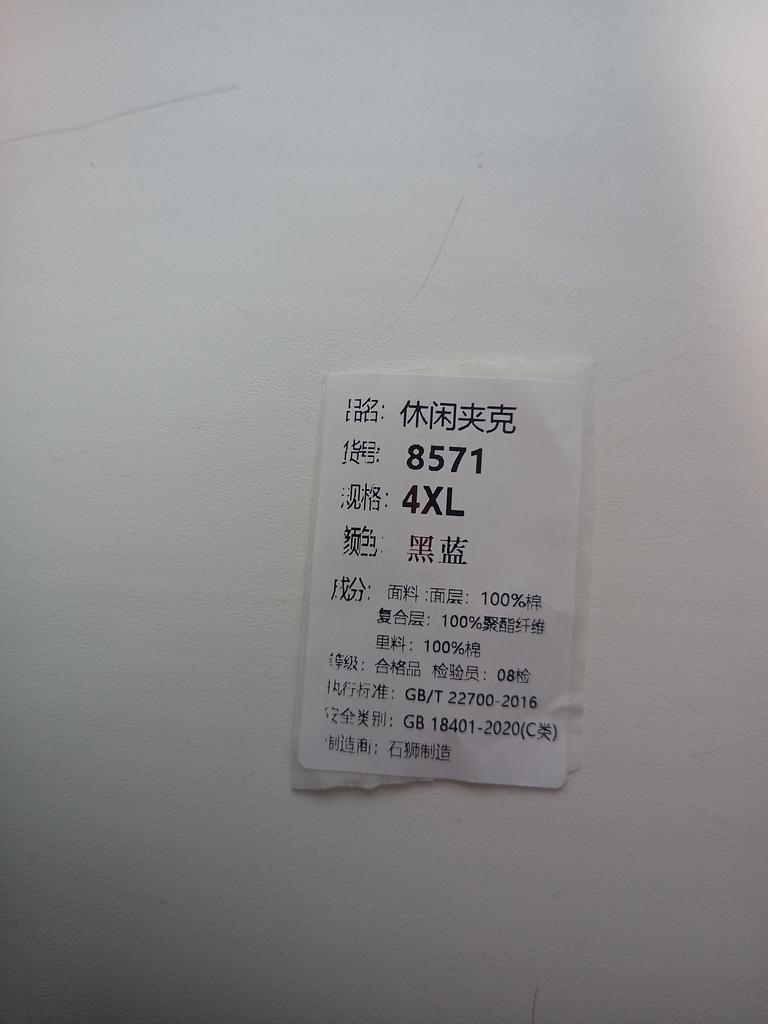 品名：休闲夹克
货号：8571
规格：4XL
颜色：黑蓝
成分：面料:面层：100%棉
复合层：100%聚酯纤维
里料：100%棉
等级：合格品 检验员：08检
执行标准：GB/T 22700-2016
安全类别：GB 18401-2020(C类)
制造商：石狮制造